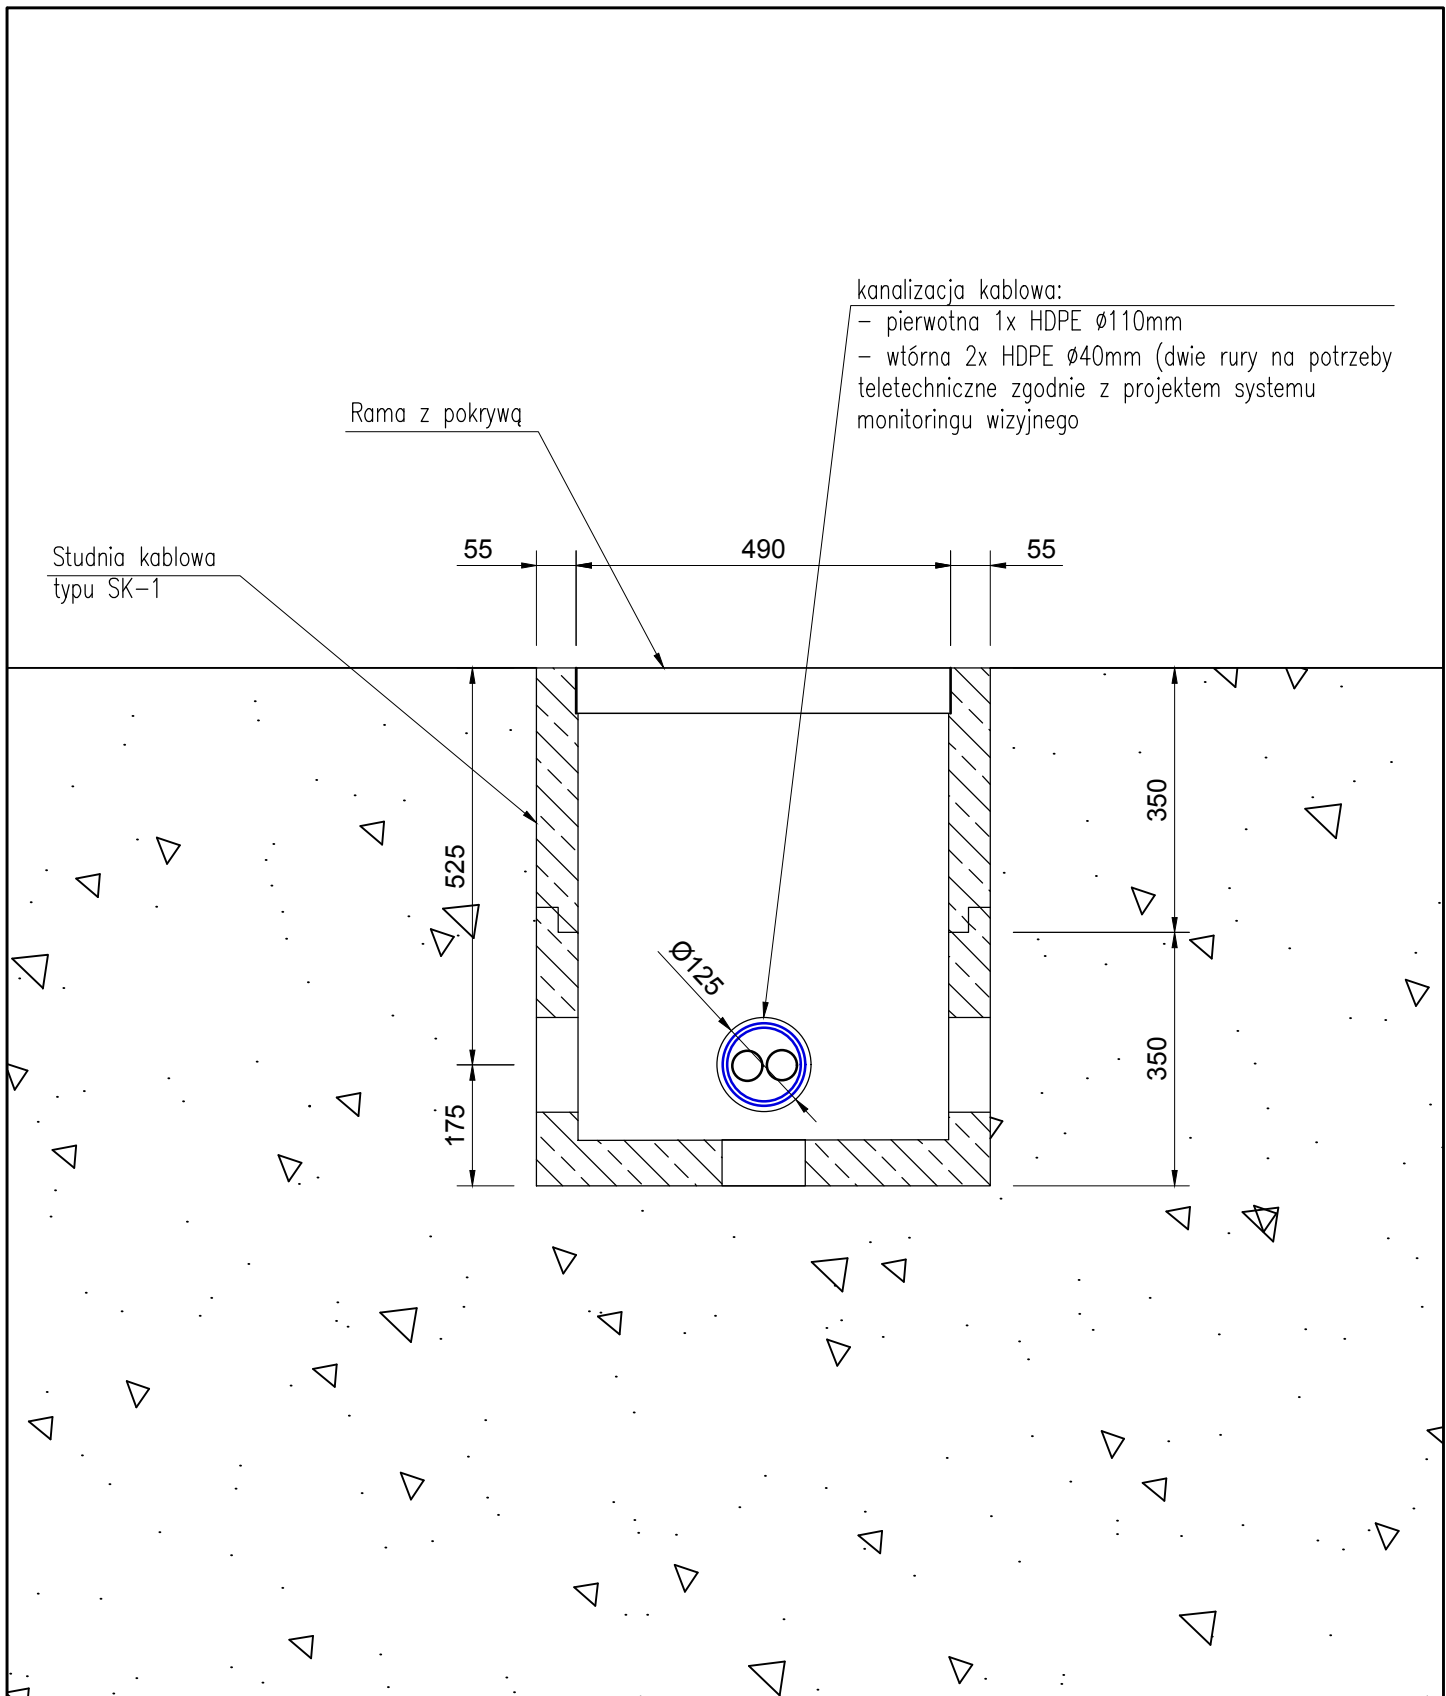 kanalizacja kablowa:
- pierwotna 1x HDPE ø110mm
- wtórna 2x HDPE ø40mm (dwie rury na potrzeby
teletechniczne zgodnie z projektem systemu
monitoringu wizyjnego
Rama z pokrywą
Studnia kablowa
typu SK-1
55
490
55
525
175
350
350
Ø125